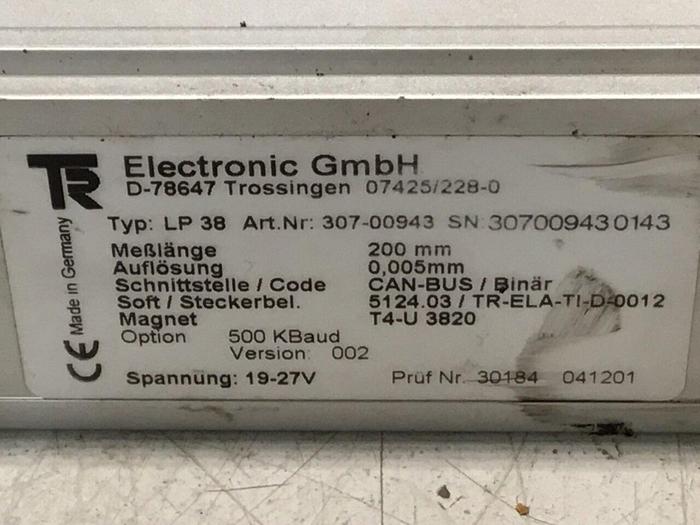 TR Electronic GmbH
D-78647 Trossingen 07425/228-0
Typ: LP 38 Art.Nr: 307-00943 SN 307009430143
Meßlänge 200 mm
Auflösung 0,005mm
Schnittstelle / Code CAN-BUS / Binär
Soft / Steckerbel. 5124.03 / TR-ELA-TI-D-0012
Magnet T4-U 3820
Option 500 KBaud
Version: 002
Spannung: 19-27V Prüf Nr. 30184 041201
CE Made in Germany